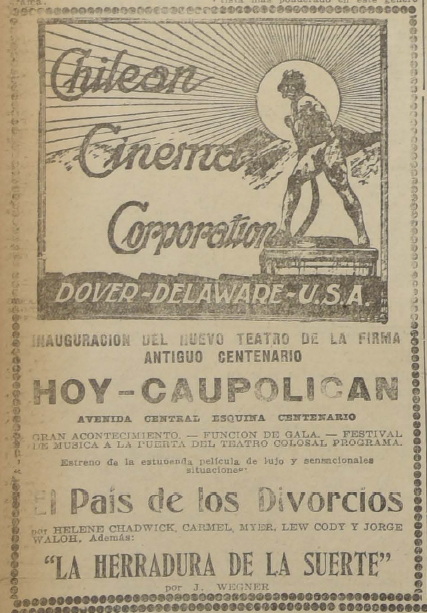 Chilean
Cinema
Corporation
DOVER-DELAWARE-U.S.A.
INAUGURACION DEL NUEVO TEATRO DE LA FIRMA
ANTIGUO CENTENARIO
HOY-CAUPOLICAN
AVENIDA CENTRAL ESQUINA CENTENARIO
GRAN ACONTECIMIENTO. — FUNCION DE GALA. — FESTIVAL
DE MUSICA A LA PUERTA DEL TEATRO COLOSAL PROGRAMA.
Estreno de la estupenda película de lujo y sensacionales
situaciones:
El País de los Divorcios
por HELENE CHADWICK, CARMEL, MYER, LEW CODY Y JORGE
WALOH, Además:
"LA HERRADURA DE LA SUERTE"
por J. WEGNER